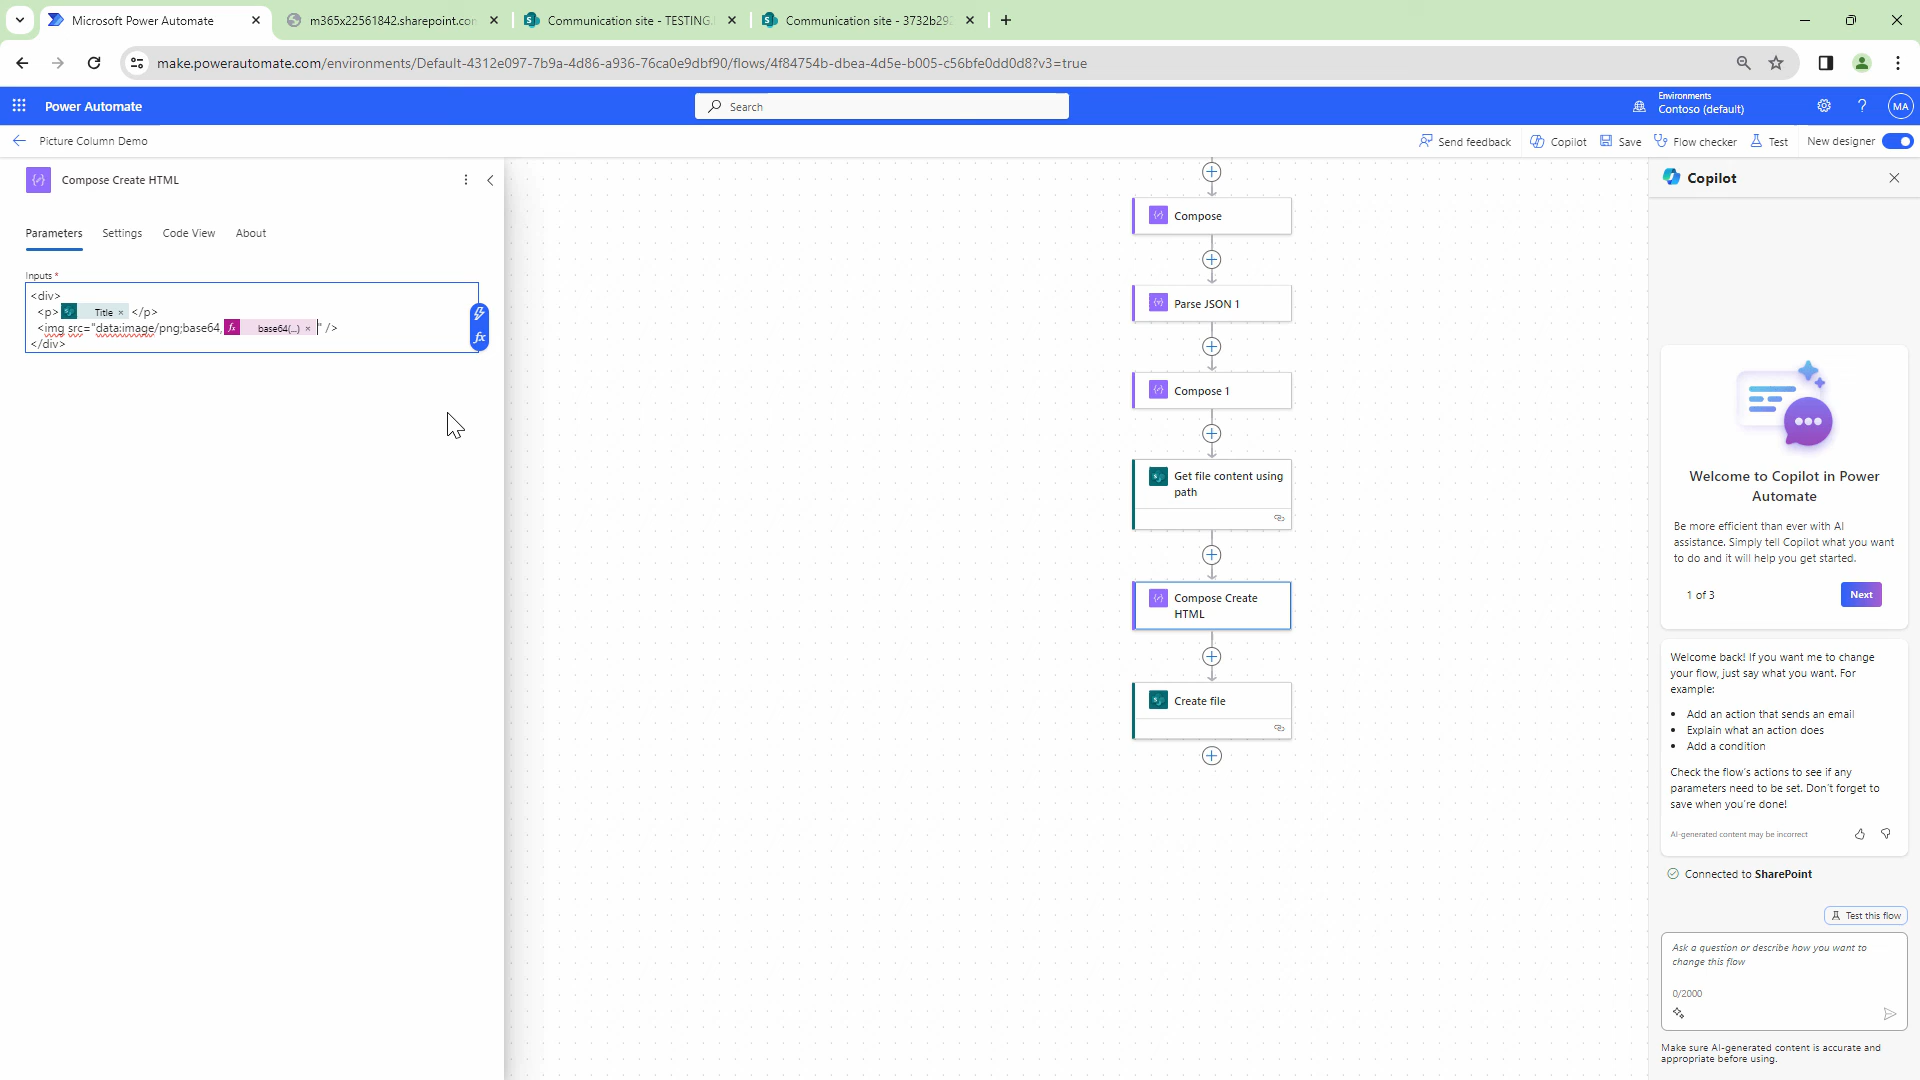 Microsoft Power Automate
m365x22561842.sharepoint.co
Communication site - TESTING.
Communication site - 3732b29
make.powerautomate.com/environments/Default-4312e097-7b9a-4d86-a936-76ca0e9dbf90/flows/4f84754b-dbea-4d5e-b005-c56bfe0dd0d8?v3=true
Power Automate
Search
Environments
Contoso (default)
MA
Picture Column Demo
Send feedback
Copilot
Save
Flow checker
Test
New designer
Compose Create HTML
Parameters
Settings
Code View
About
Inputs *
<div>
<p> Title × </p>
<img src="data:image/png;base64, fx base64(...) × " />
</div>
fx
Compose
Parse JSON 1
Compose 1
Get file content using
path
Compose Create
HTML
Create file
Copilot
Welcome to Copilot in Power
Automate
Be more efficient than ever with AI
assistance. Simply tell Copilot what you want
to do and it will help you get started.
1 of 3
Next
Welcome back! If you want me to change
your flow, just say what you want. For
example:
• Add an action that sends an email
• Explain what an action does
• Add a condition
Check the flow's actions to see if any
parameters need to be set. Don't forget to
save when you're done!
AI-generated content may be incorrect
Connected to SharePoint
Test this flow
Ask a question or describe how you want to
change this flow
0/2000
Make sure AI-generated content is accurate and
appropriate before using.